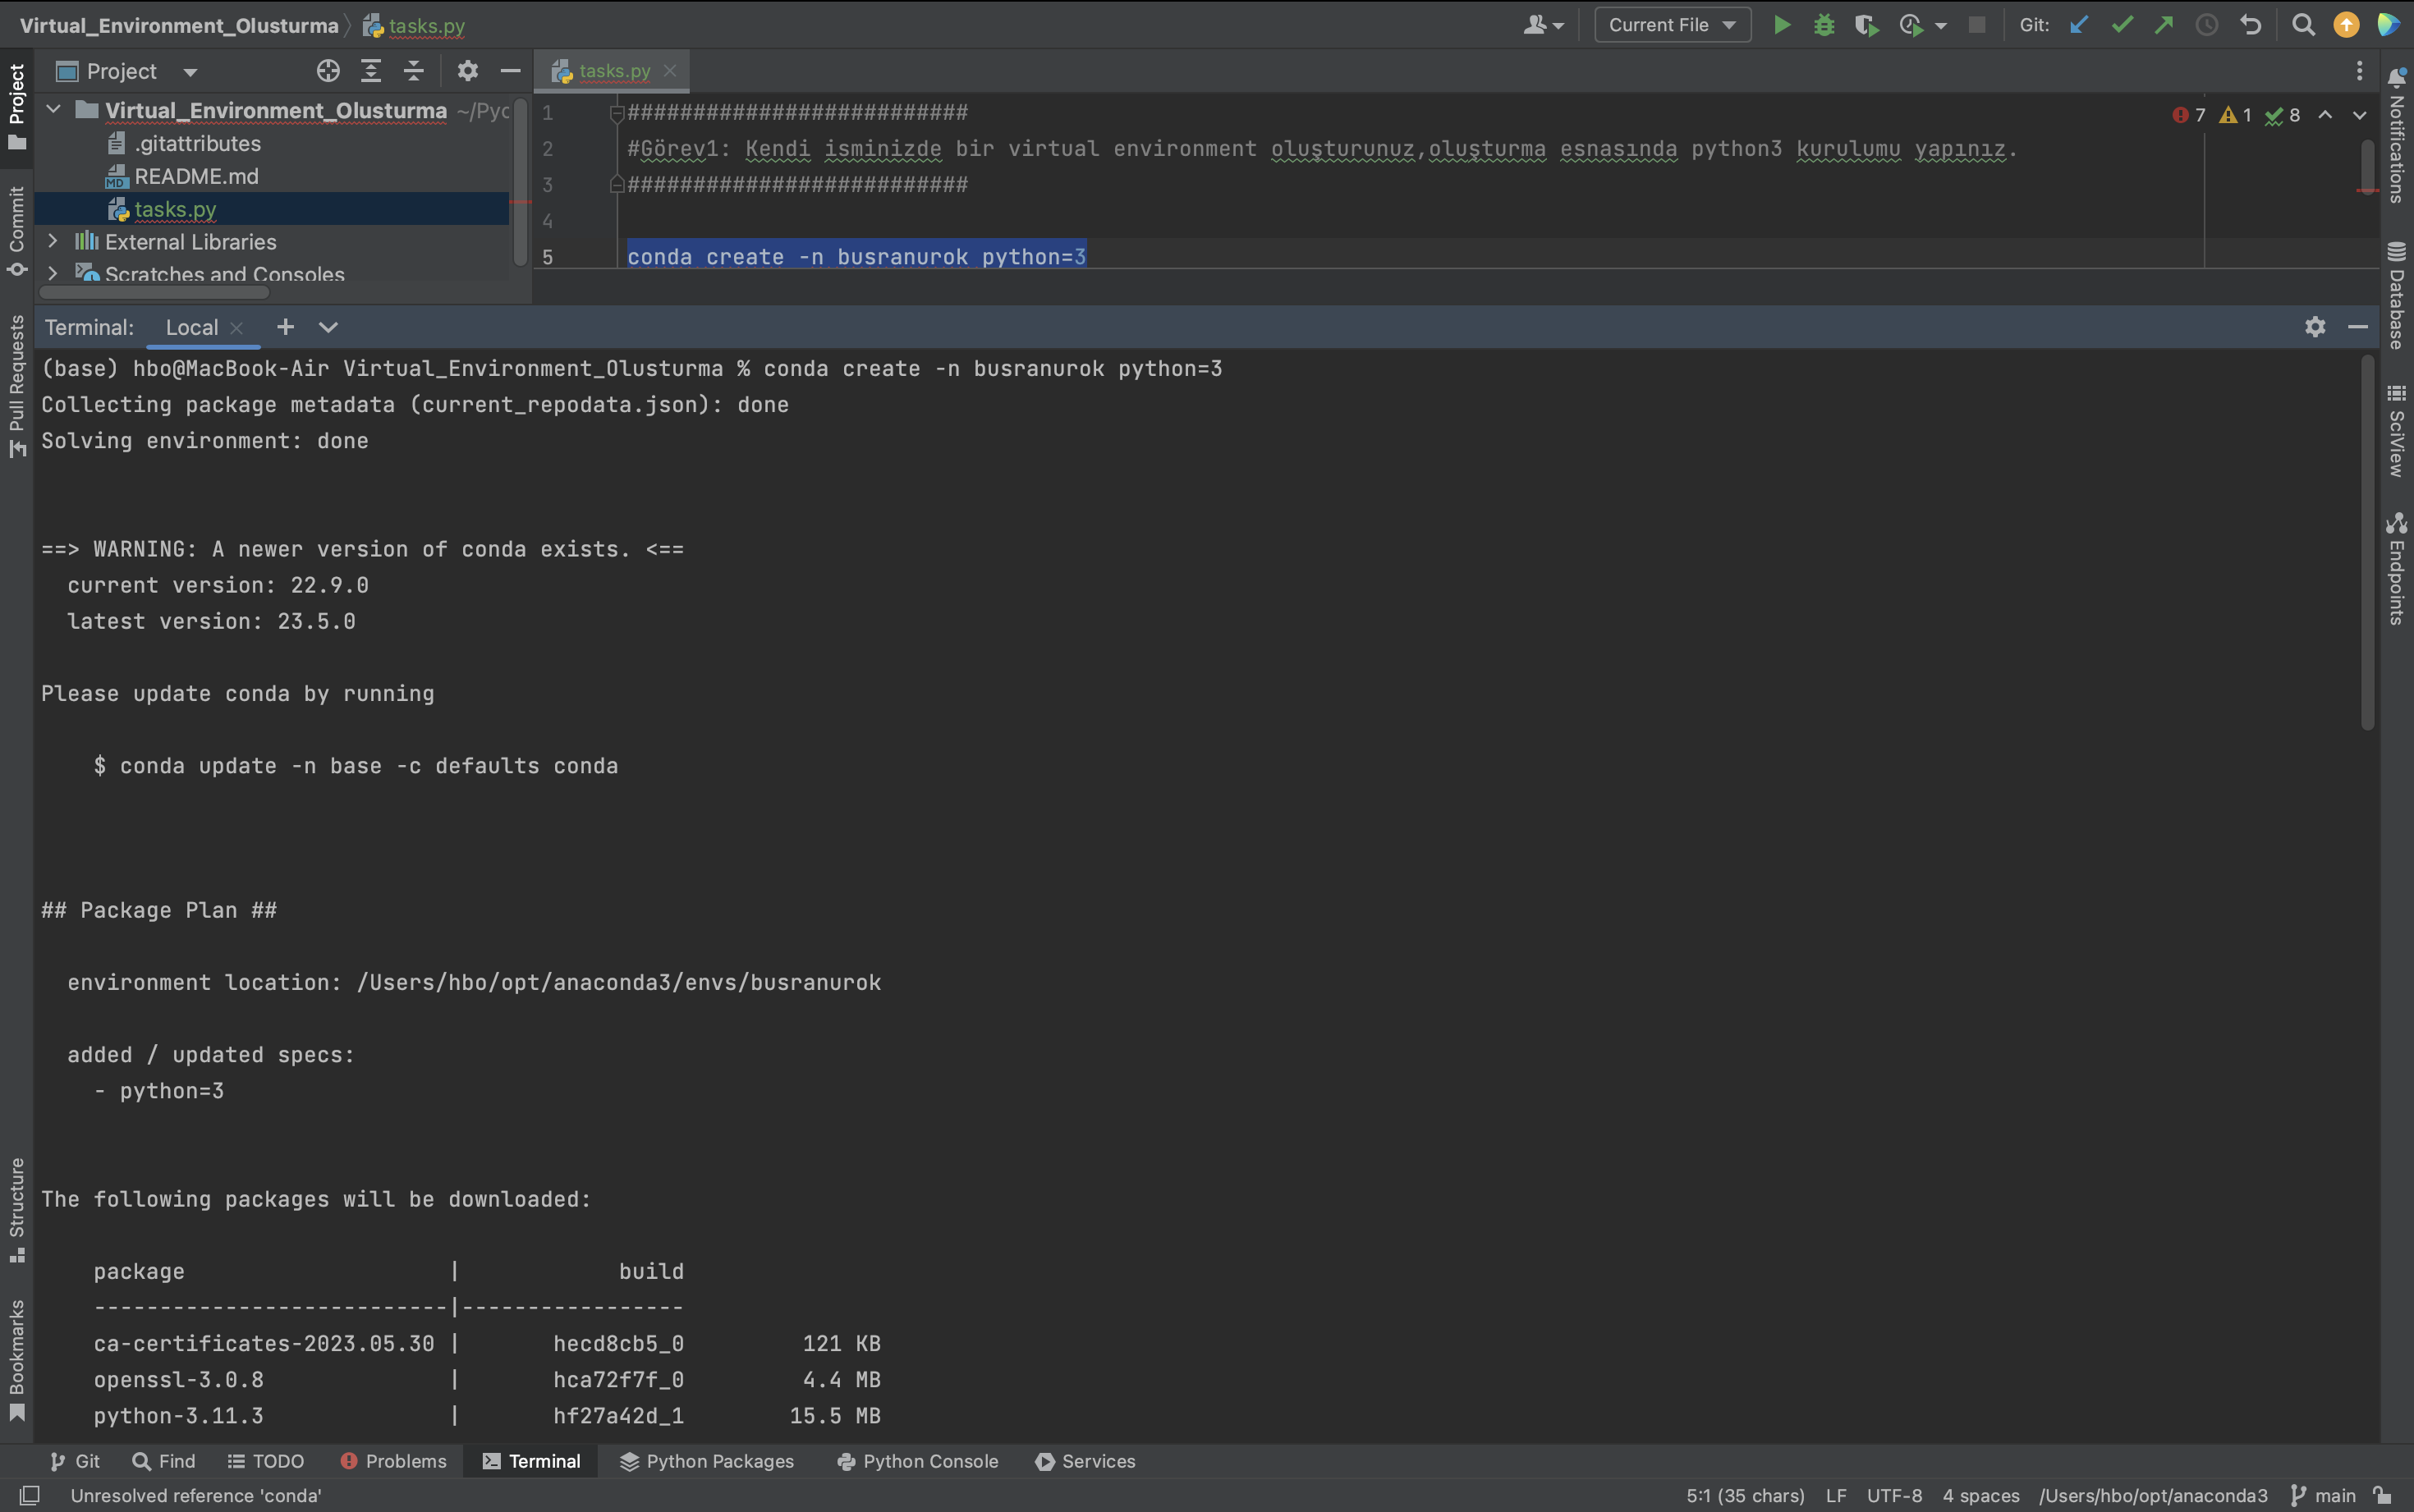 Virtual_Environment_Olusturma
tasks.py
Current File
Git:
Project
tasks.py
Virtual_Environment_Olusturma ~/Pyc
.gitattributes
README.md
tasks.py
External Libraries
Scratches and Consoles
1 ##########################
2 #Görev1: Kendi isminizde bir virtual environment oluşturunuz,oluşturma esnasında python3 kurulumu yapınız.
3 ##########################
4
5 conda create -n busranurok python=3
7 1 8
Project
Commit
Pull Requests
Structure
Bookmarks
Notifications
Database
SciView
Endpoints
Terminal: Local
(base) hbo@MacBook-Air Virtual_Environment_Olusturma % conda create -n busranurok python=3
Collecting package metadata (current_repodata.json): done
Solving environment: done
==> WARNING: A newer version of conda exists. <==
current version: 22.9.0
latest version: 23.5.0
Please update conda by running
$ conda update -n base -c defaults conda
## Package Plan ##
environment location: /Users/hbo/opt/anaconda3/envs/busranurok
added / updated specs:
- python=3
The following packages will be downloaded:
package | build
---------------------------|-----------------
ca-certificates-2023.05.30 | hecd8cb5_0 121 KB
openssl-3.0.8 | hca72f7f_0 4.4 MB
python-3.11.3 | hf27a42d_1 15.5 MB
Git Find TODO Problems Terminal Python Packages Python Console Services
Unresolved reference 'conda'
5:1 (35 chars) LF UTF-8 4 spaces /Users/hbo/opt/anaconda3 main